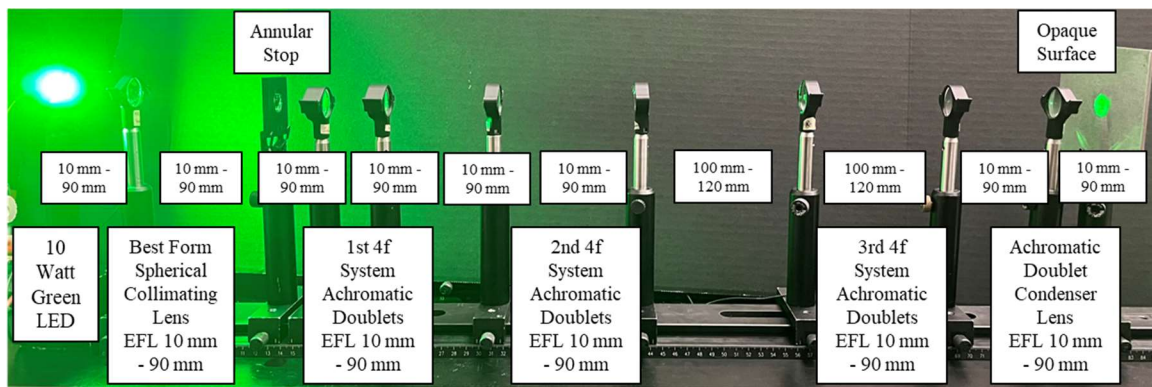 Annular
Stop
Opaque
Surface
10 mm -
90 mm
10 mm -
90 mm
10 mm -
90 mm
10 mm -
90 mm
10 mm -
90 mm
10 mm -
90 mm
100 mm -
120 mm
100 mm -
120 mm
10 mm -
90 mm
10 mm -
90 mm
10
Watt
Green
LED
Best Form
Spherical
Collimating
Lens
EFL 10 mm
- 90 mm
1st 4f
System
Achromatic
Doublets
EFL 10 mm
- 90 mm
2nd 4f
System
Achromatic
Doublets
EFL 10 mm
- 90 mm
3rd 4f
System
Achromatic
Doublets
EFL 10 mm
- 90 mm
Achromatic
Doublet
Condenser
Lens
EFL 10 mm
- 90 mm